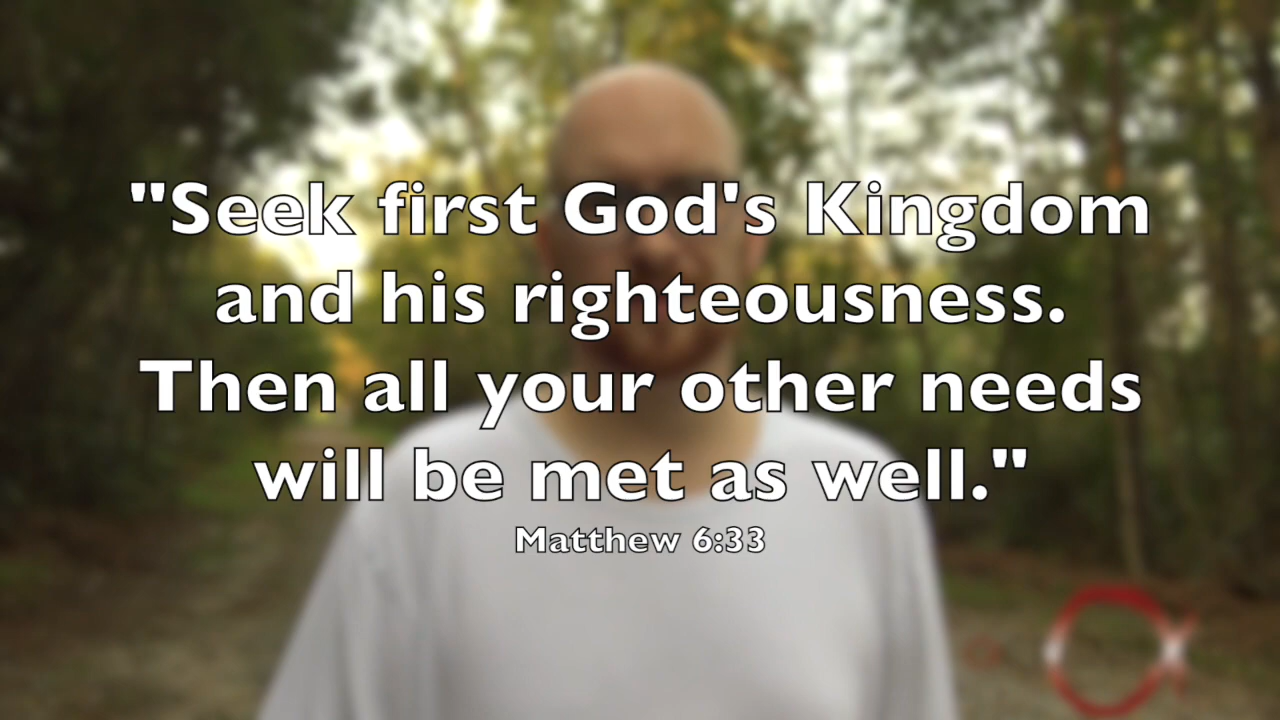 "Seek first God's Kingdom
and his righteousness.
Then all your other needs
will be met as well."
Matthew 6:33